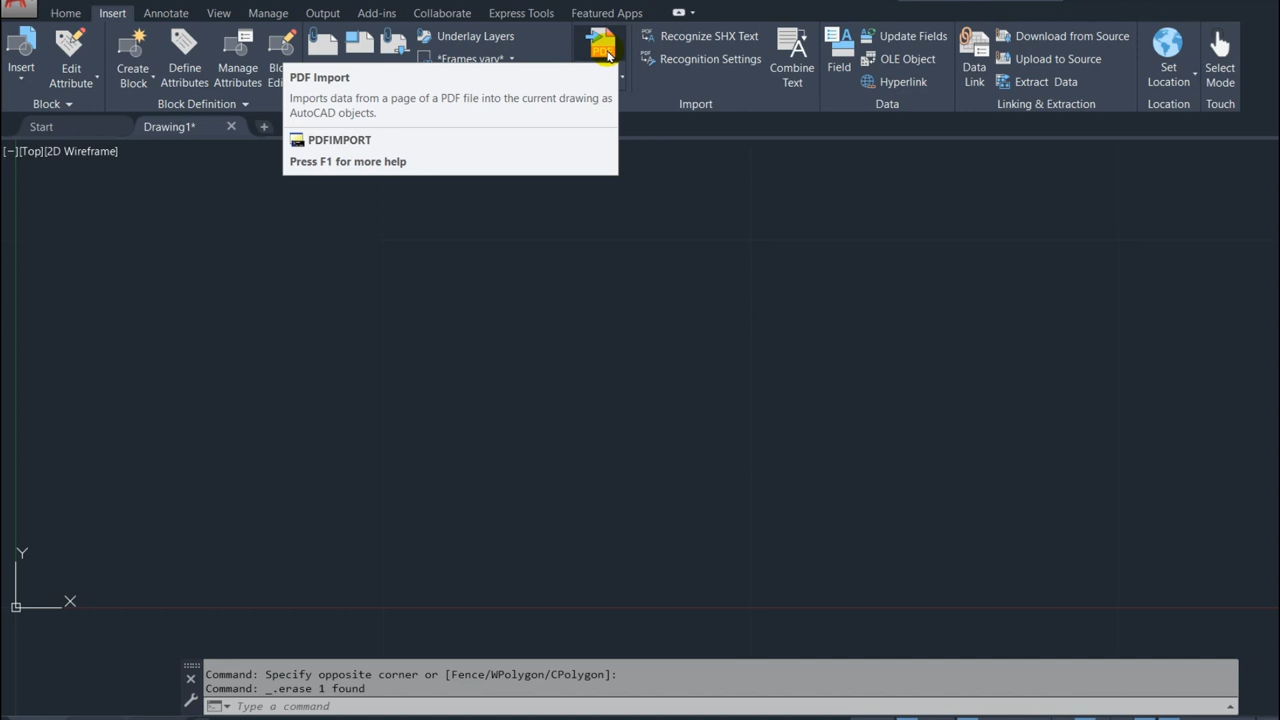 Home Insert Annotate View Manage Output Add-ins Collaborate Express Tools Featured Apps
Underlay Layers
*Frames vary*
Recognize SHX Text
Recognition Settings
Update Fields
OLE Object
Hyperlink
Download from Source
Upload to Source
Extract Data
Insert
Edit
Attribute
Create
Block
Define
Attributes
Manage
Attributes
PDF
Combine
Text
Field
Data
Link
Set
Location
Select
Mode
Block
Block Definition
Import
Data
Linking & Extraction
Location
Touch
PDF Import
Imports data from a page of a PDF file into the current drawing as
AutoCAD objects.
PDFIMPORT
Press F1 for more help
Start
Drawing1*
[−][Top][2D Wireframe]
Y
X
Command: Specify opposite corner or [Fence/WPolygon/CPolygon]:
Command: _.erase 1 found
Type a command